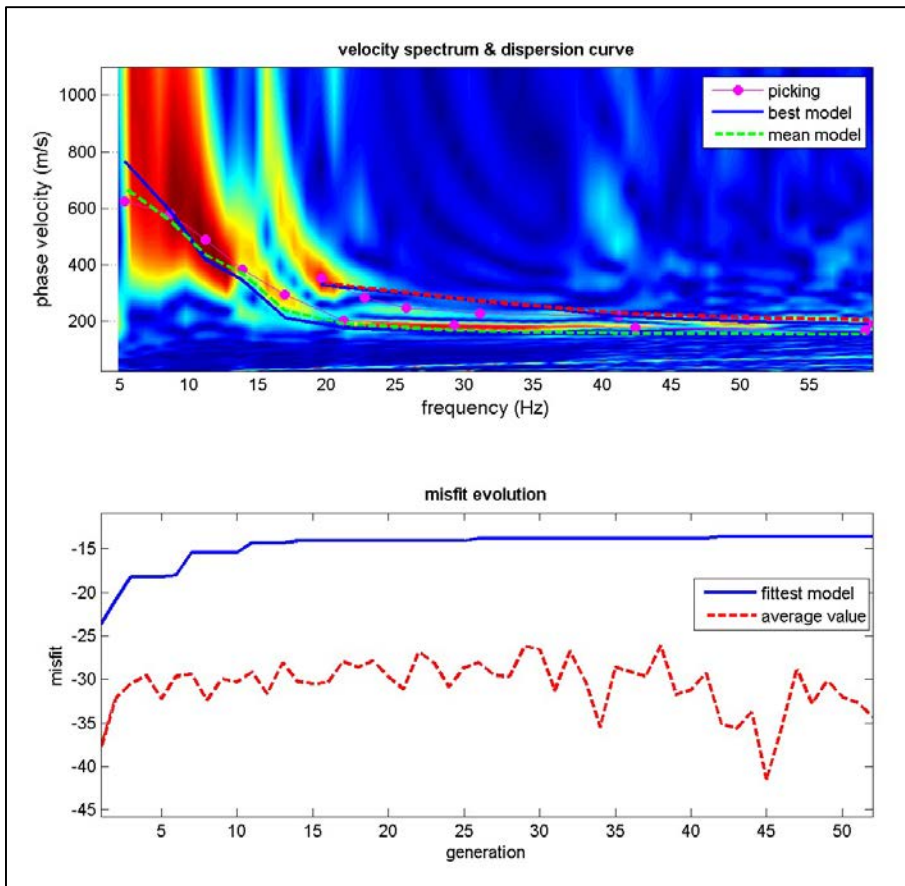 velocity spectrum & dispersion curve
1000
800
600
400
200
phase velocity (m/s)
picking
best model
mean model
5 10 15 20 25 30 35 40 45 50 55
frequency (Hz)
misfit evolution
-15
-20
-25
-30
-35
-40
-45
misfit
fittest model
average value
5 10 15 20 25 30 35 40 45 50
generation